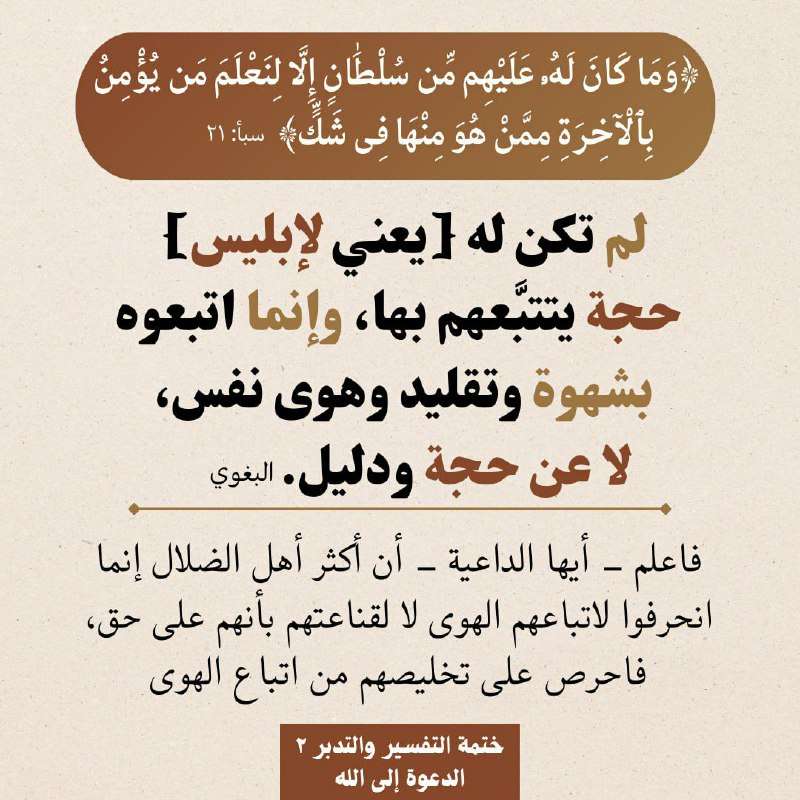 ﴿وَمَا كَانَ لَهُۥ عَلَيْهِم مِّن سُلْطَٰنٍ إِلَّا لِنَعْلَمَ مَن يُؤْمِنُ
بِٱلْآخِرَةِ مِمَّنْ هُوَ مِنْهَا فِى شَكٍّ﴾ سبأ: ٢١
لم تكن له [يعني لإبليس]
حجة يتتبَّعهم بها، وإنما اتبعوه
بشهوة وتقليد وهوى نفس،
لا عن حجة ودليل. البغوي
فاعلم – أيها الداعية – أن أكثر أهل الضلال إنما
انحرفوا لاتباعهم الهوى لا لقناعتهم بأنهم على حق،
فاحرص على تخليصهم من اتباع الهوى
ختمة التفسير والتدبر ٢
الدعوة إلى الله